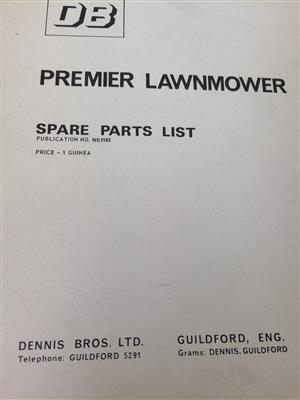 DB
PREMIER LAWNMOWER
SPARE PARTS LIST
PUBLICATION NO. NS1162
PRICE – 1 GUINEA
DENNIS BROS. LTD.
Telephone: GUILDFORD 5291
GUILDFORD, ENG.
Grams: DENNIS, GUILDFORD